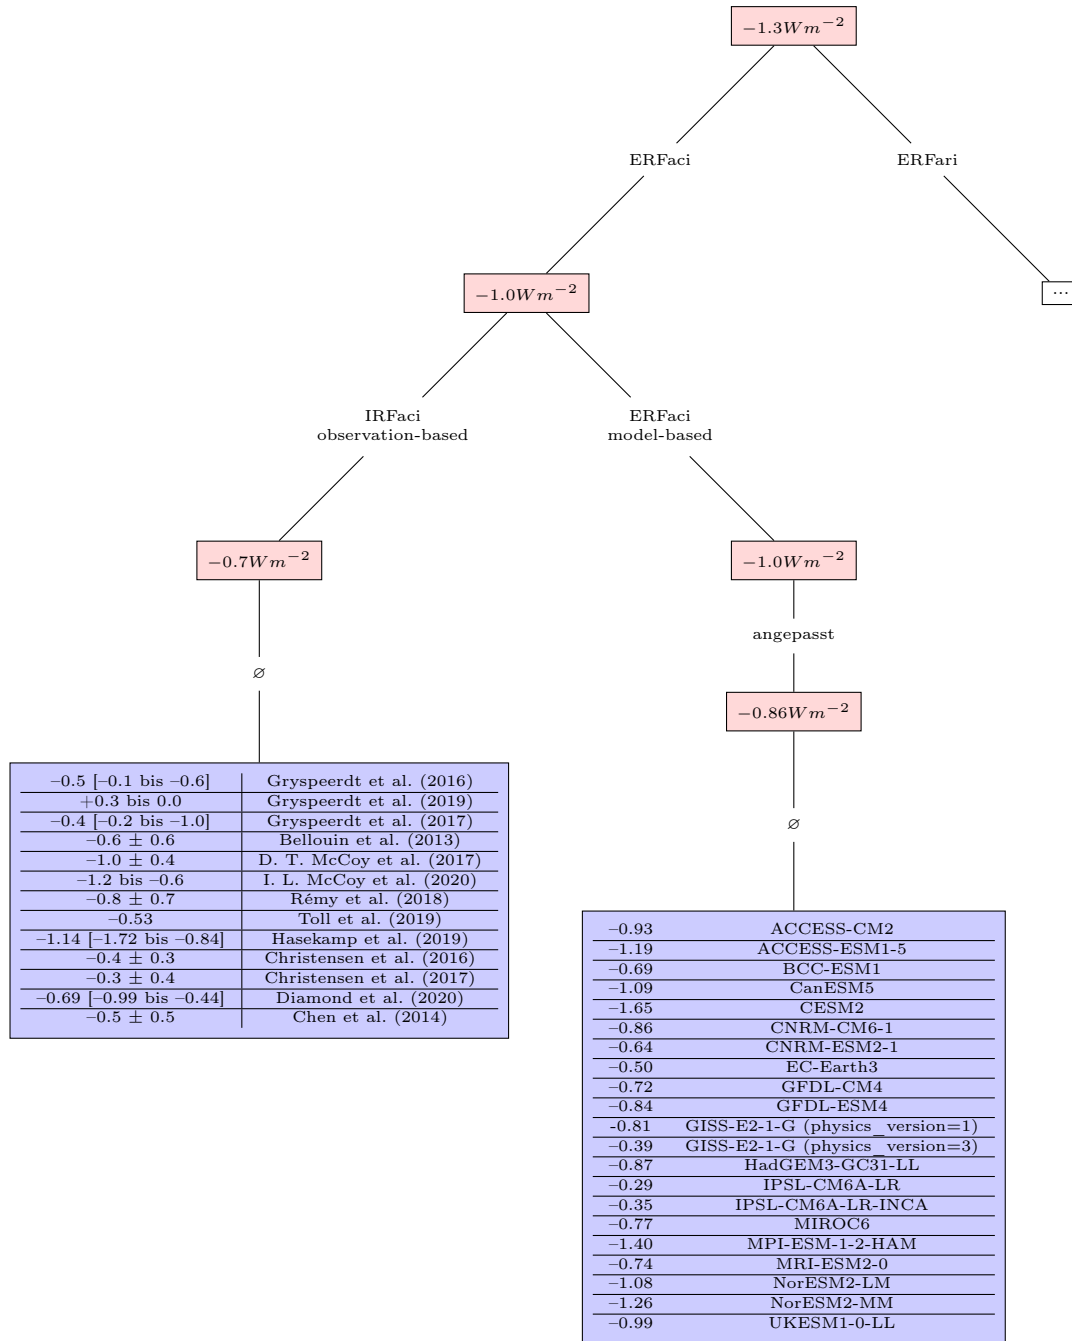 −1.3Wm⁻²
ERFaci
ERFari
−1.0Wm⁻²
...
IRFaci
observation-based
ERFaci
model-based
−0.7Wm⁻²
−1.0Wm⁻²
angepasst
∅
−0.86Wm⁻²
–0.5 [–0.1 bis –0.6] Gryspeerdt et al. (2016)
+0.3 bis 0.0 Gryspeerdt et al. (2019)
–0.4 [–0.2 bis –1.0] Gryspeerdt et al. (2017)
–0.6 ± 0.6 Bellouin et al. (2013)
–1.0 ± 0.4 D. T. McCoy et al. (2017)
–1.2 bis –0.6 I. L. McCoy et al. (2020)
–0.8 ± 0.7 Rémy et al. (2018)
–0.53 Toll et al. (2019)
–1.14 [–1.72 bis –0.84] Hasekamp et al. (2019)
–0.4 ± 0.3 Christensen et al. (2016)
–0.3 ± 0.4 Christensen et al. (2017)
–0.69 [–0.99 bis –0.44] Diamond et al. (2020)
–0.5 ± 0.5 Chen et al. (2014)
∅
–0.93 ACCESS-CM2
–1.19 ACCESS-ESM1-5
–0.69 BCC-ESM1
–1.09 CanESM5
–1.65 CESM2
–0.86 CNRM-CM6-1
–0.64 CNRM-ESM2-1
–0.50 EC-Earth3
–0.72 GFDL-CM4
–0.84 GFDL-ESM4
-0.81 GISS-E2-1-G (physics_version=1)
–0.39 GISS-E2-1-G (physics_version=3)
–0.87 HadGEM3-GC31-LL
–0.29 IPSL-CM6A-LR
–0.35 IPSL-CM6A-LR-INCA
–0.77 MIROC6
–1.40 MPI-ESM-1-2-HAM
–0.74 MRI-ESM2-0
–1.08 NorESM2-LM
–1.26 NorESM2-MM
–0.99 UKESM1-0-LL